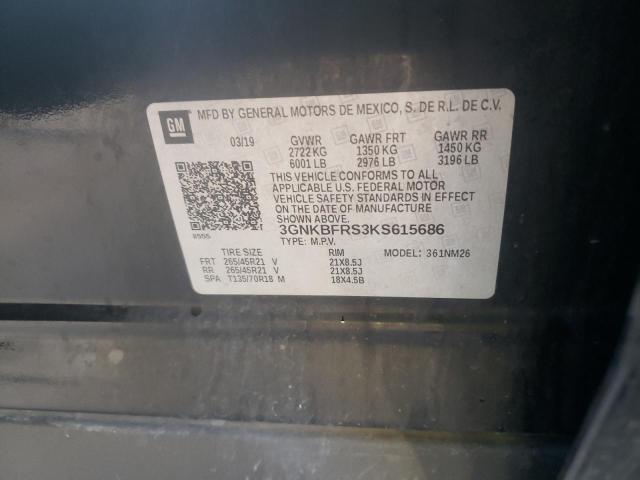 GM
MFD BY GENERAL MOTORS DE MEXICO, S. DE R.L. DE C.V.
03/19 GVWR GAWR FRT GAWR RR
2722 KG 1350 KG 1450 KG
6001 LB 2976 LB 3196 LB
THIS VEHICLE CONFORMS TO ALL
APPLICABLE U.S. FEDERAL MOTOR
VEHICLE SAFETY STANDARDS IN EFFECT
ON THE DATE OF MANUFACTURE
SHOWN ABOVE.
3GNKBFRS3KS615686
TYPE: M.P.V. MODEL: 361NM26
TIRE SIZE RIM
FRT 265/45R21 V 21X8.5J
RR 265/45R21 V 21X8.5J
SPA T135/70R18 M 18X4.5B